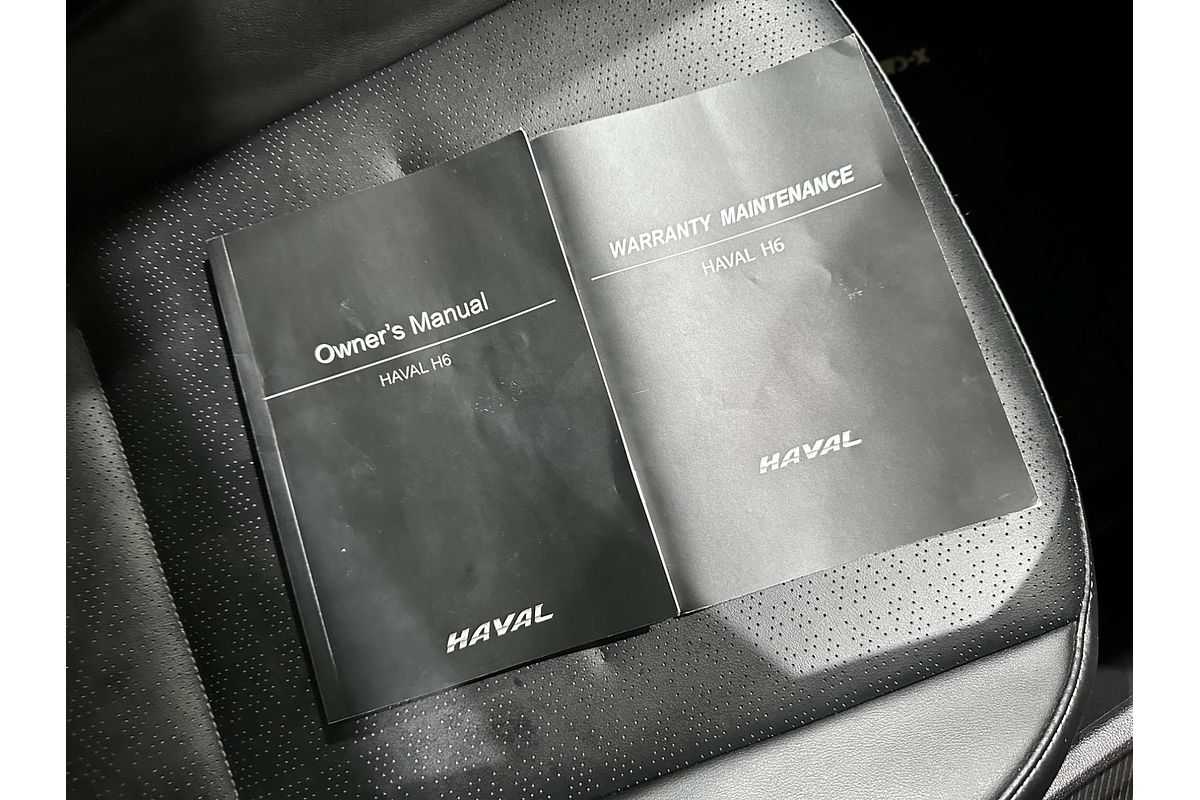 Owner's Manual
HAVAL H6
HAVAL
WARRANTY MAINTENANCE
HAVAL H6
HAVAL